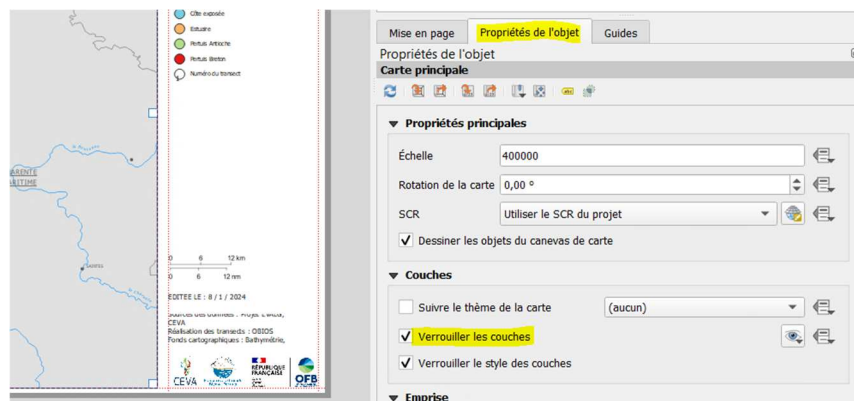 Côte exposée
Estuaire
Pertuis Antioche
Pertuis Breton
Numéro du transect
ARENTE
RITIME
SAINTES
0 6 12 km
0 6 12 nm
EDITEE LE : 8 / 1 / 2024
CEVA
Réalisation des transects : OBIOS
Fonds cartographiques : Bathymétrie,
CEVA
RÉPUBLIQUE
FRANÇAISE
OFB
Mise en page
Propriétés de l'objet
Guides
Propriétés de l'objet
Carte principale
abc
Propriétés principales
Échelle
400000
Rotation de la carte
0,00 °
SCR
Utiliser le SCR du projet
Dessiner les objets du canevas de carte
Couches
Suivre le thème de la carte
(aucun)
Verrouiller les couches
Verrouiller le style des couches
Emprise